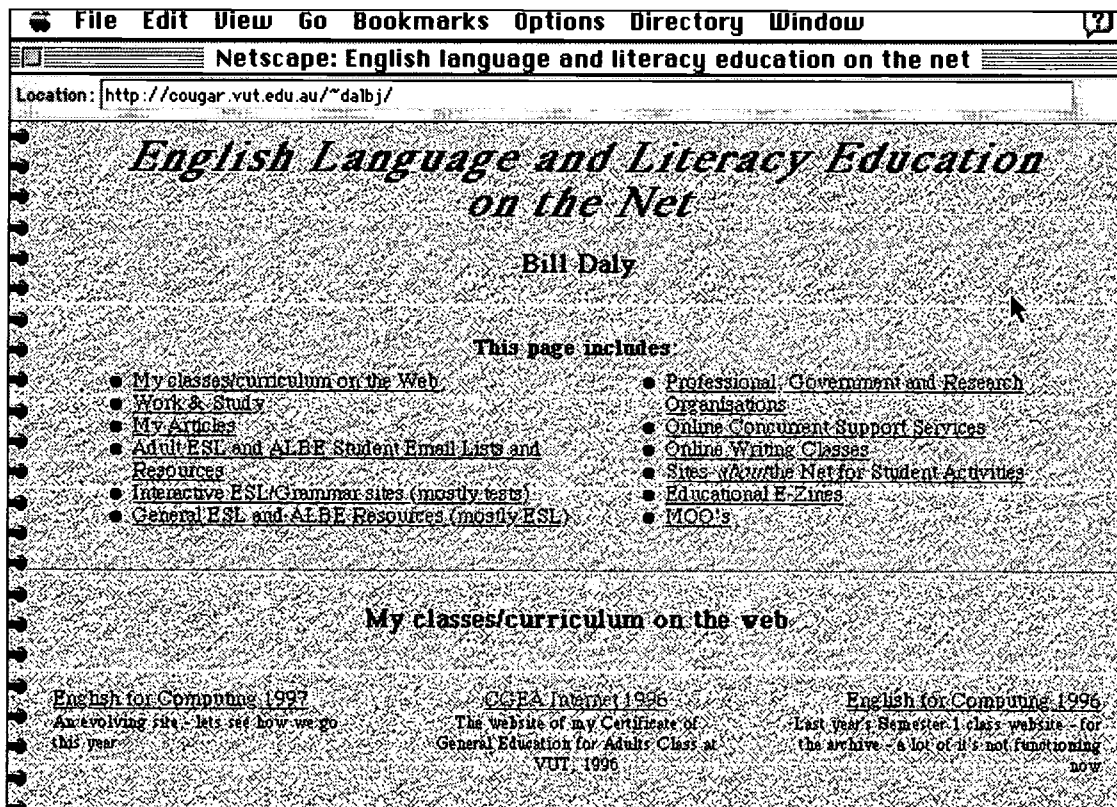 File Edit View Go Bookmarks Options Directory Window
Netscape: English language and literacy education on the net
Location: http://cougar.vut.edu.au/~dalbj/
English Language and Literacy Education
on the Net
Bill Daly
This page includes:
My classes/curriculum on the Web
Work & Study
My Articles
Adult ESL and ALBE Student Email Lists and
Resources
Interactive ESL/Grammar sites (mostly tests)
General ESL and ALBE Resources (mostly ESL)
Professional, Government and Research
Organisations
Online Concurrent Support Services
Online Writing Classes
Sites the Net for Student Activities
Educational E-Zines
MOO's
My classes/curriculum on the web
English for Computing 1997
An evolving site - lets see how we go
this year
CGEA Internet 1996
The website of my Certificate of
General Education for Adults Class at
VUT, 1996
English for Computing 1996
Last year's Semester 1 class website - for
the archive - a lot of it's not functioning
now